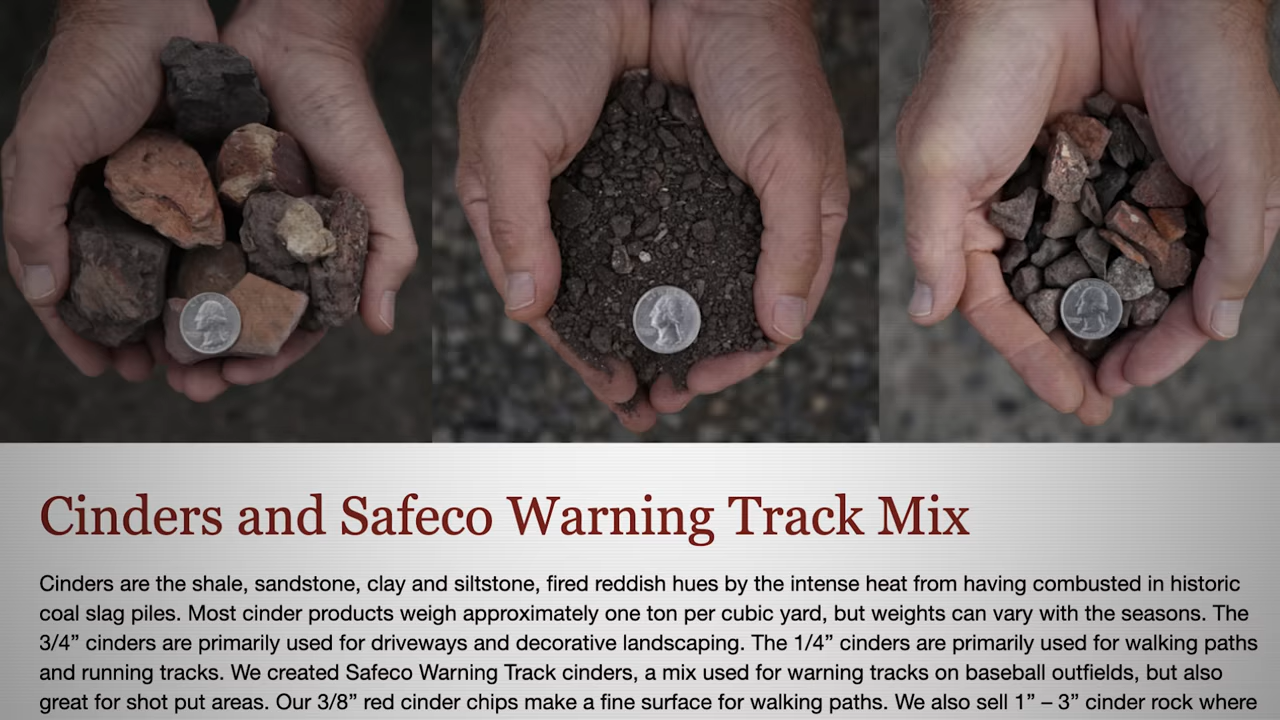 Cinders and Safeco Warning Track Mix
Cinders are the shale, sandstone, clay and siltstone, fired reddish hues by the intense heat from having combusted in historic
coal slag piles. Most cinder products weigh approximately one ton per cubic yard, but weights can vary with the seasons. The
3/4” cinders are primarily used for driveways and decorative landscaping. The 1/4” cinders are primarily used for walking paths
and running tracks. We created Safeco Warning Track cinders, a mix used for warning tracks on baseball outfields, but also
great for shot put areas. Our 3/8” red cinder chips make a fine surface for walking paths. We also sell 1” – 3” cinder rock where